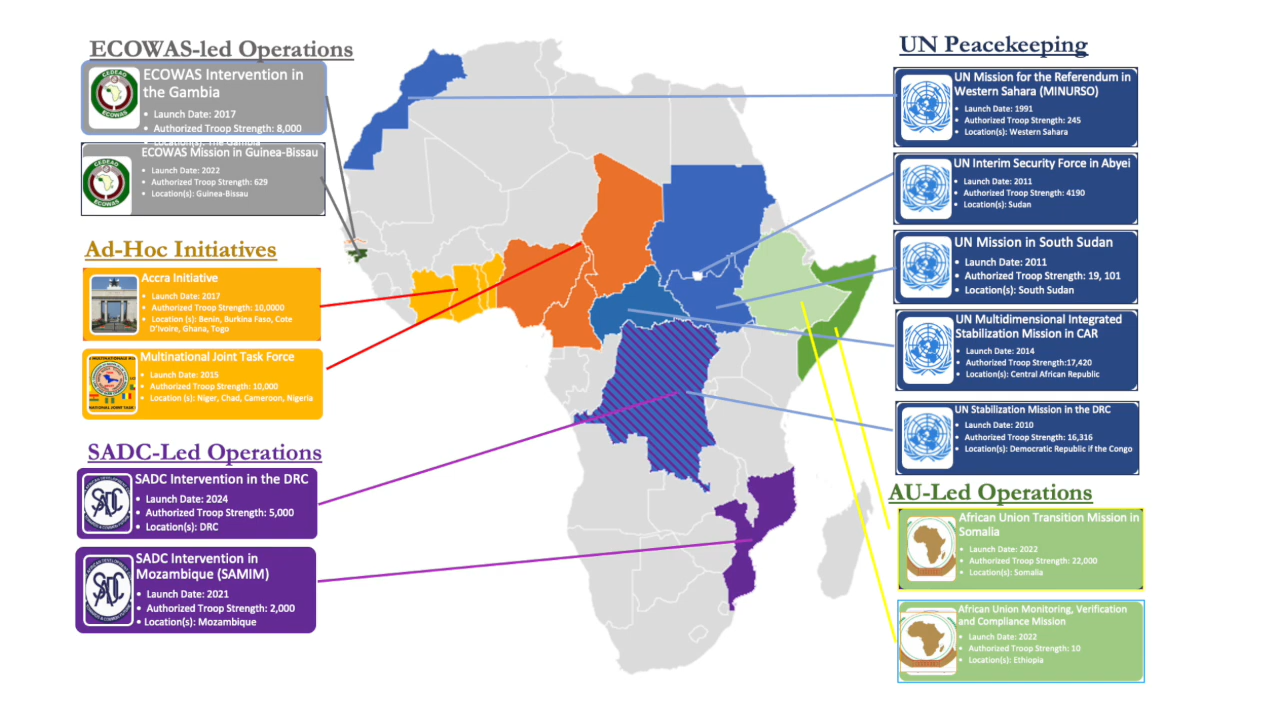 ECOWAS-led Operations
ECOWAS Intervention in
the Gambia
• Launch Date: 2017
• Authorized Troop Strength: 8,000
• Location(s): The Gambia
ECOWAS Mission in Guinea-Bissau
• Launch Date: 2022
• Authorized Troop Strength: 629
• Location(s): Guinea-Bissau
Ad-Hoc Initiatives
Accra Initiative
• Launch Date: 2017
• Authorized Troop Strength: 10,0000
• Location (s): Benin, Burkina Faso, Cote
D'Ivoire, Ghana, Togo
Multinational Joint Task Force
• Launch Date: 2015
• Authorized Troop Strength: 10,000
• Location (s): Niger, Chad, Cameroon, Nigeria
SADC-Led Operations
SADC Intervention in the DRC
• Launch Date: 2024
• Authorized Troop Strength: 5,000
• Location(s): DRC
SADC Intervention in
Mozambique (SAMIM)
• Launch Date: 2021
• Authorized Troop Strength: 2,000
• Location(s): Mozambique
UN Peacekeeping
UN Mission for the Referendum in
Western Sahara (MINURSO)
• Launch Date: 1991
• Authorized Troop Strength: 245
• Location(s): Western Sahara
UN Interim Security Force in Abyei
• Launch Date: 2011
• Authorized Troop Strength: 4190
• Location(s): Sudan
UN Mission in South Sudan
• Launch Date: 2011
• Authorized Troop Strength: 19, 101
• Location(s): South Sudan
UN Multidimensional Integrated
Stabilization Mission in CAR
• Launch Date: 2014
• Authorized Troop Strength:17,420
• Location(s): Central African Republic
UN Stabilization Mission in the DRC
• Launch Date: 2010
• Authorized Troop Strength: 16,316
• Location(s): Democratic Republic if the Congo
AU-Led Operations
African Union Transition Mission in
Somalia
• Launch Date: 2022
• Authorized Troop Strength: 22,000
• Location(s): Somalia
African Union Monitoring, Verification
and Compliance Mission
• Launch Date: 2022
• Authorized Troop Strength: 10
• Location(s): Ethiopia
CEDEAO
ECOWAS
CEDEAO
ECOWAS
NATIONAL JOINT TASK
SADC
SADC